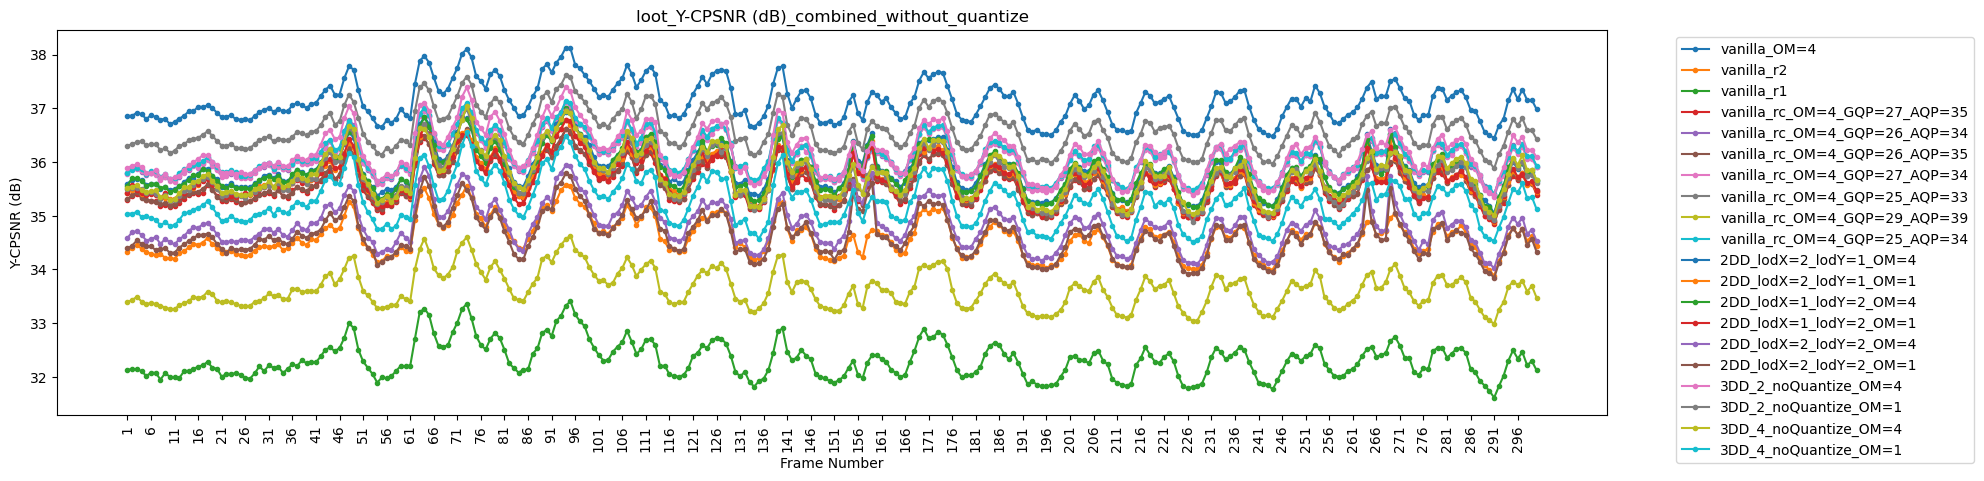 loot_Y-CPSNR (dB)_combined_without_quantize
Y-CPSNR (dB)
38
37
36
35
34
33
32
1 6 11 16 21 26 31 36 41 46 51 56 61 66 71 76 81 86 91 96 101 106 111 116 121 126 131 136 141 146 151 156 161 166 171 176 181 186 191 196 201 206 211 216 221 226 231 236 241 246 251 256 261 266 271 276 281 286 291 296
Frame Number
vanilla_OM=4
vanilla_r2
vanilla_r1
vanilla_rc_OM=4_GQP=27_AQP=35
vanilla_rc_OM=4_GQP=26_AQP=34
vanilla_rc_OM=4_GQP=26_AQP=35
vanilla_rc_OM=4_GQP=27_AQP=34
vanilla_rc_OM=4_GQP=25_AQP=33
vanilla_rc_OM=4_GQP=29_AQP=39
vanilla_rc_OM=4_GQP=25_AQP=34
2DD_lodX=2_lodY=1_OM=4
2DD_lodX=2_lodY=1_OM=1
2DD_lodX=1_lodY=2_OM=4
2DD_lodX=1_lodY=2_OM=1
2DD_lodX=2_lodY=2_OM=4
2DD_lodX=2_lodY=2_OM=1
3DD_2_noQuantize_OM=4
3DD_2_noQuantize_OM=1
3DD_4_noQuantize_OM=4
3DD_4_noQuantize_OM=1